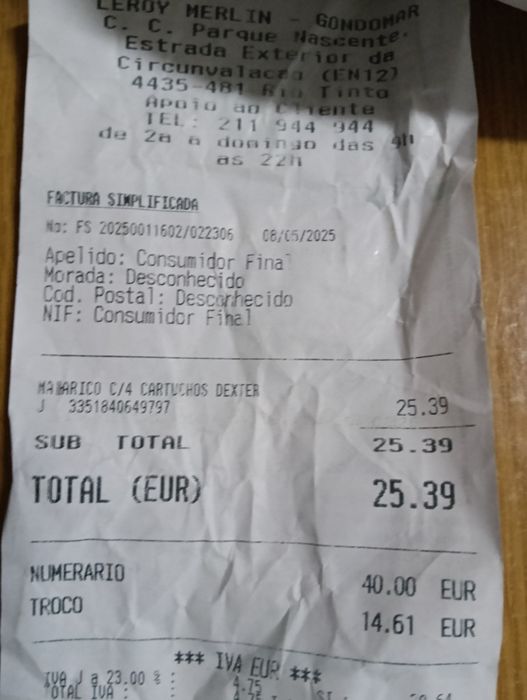 LEROY MERLIN - GONDOMAR
C. C. Parque Nascente.
Estrada Exterior da
Circunvalacao (EN12)
4435-481 Rio Tinto
Apoio ao Cliente
TEL: 211 944 944
de 2a a domingo das 9H
as 22h
FACTURA SIMPLIFICADA
No: FS 20250011602/022306 08/05/2025
Apelido: Consumidor Final
Morada: Desconhecido
Cod. Postal: Desconhecido
NIF: Consumidor Final
MAÇARICO C/4 CARTUCHOS DEXTER
J 3351840649797 25.39
SUB TOTAL 25.39
TOTAL (EUR) 25.39
NUMERARIO 40.00 EUR
TROCO 14.61 EUR
*** IVA EUR ***
IVA J a 23.00 % : 4.75
TOTAL IVA :